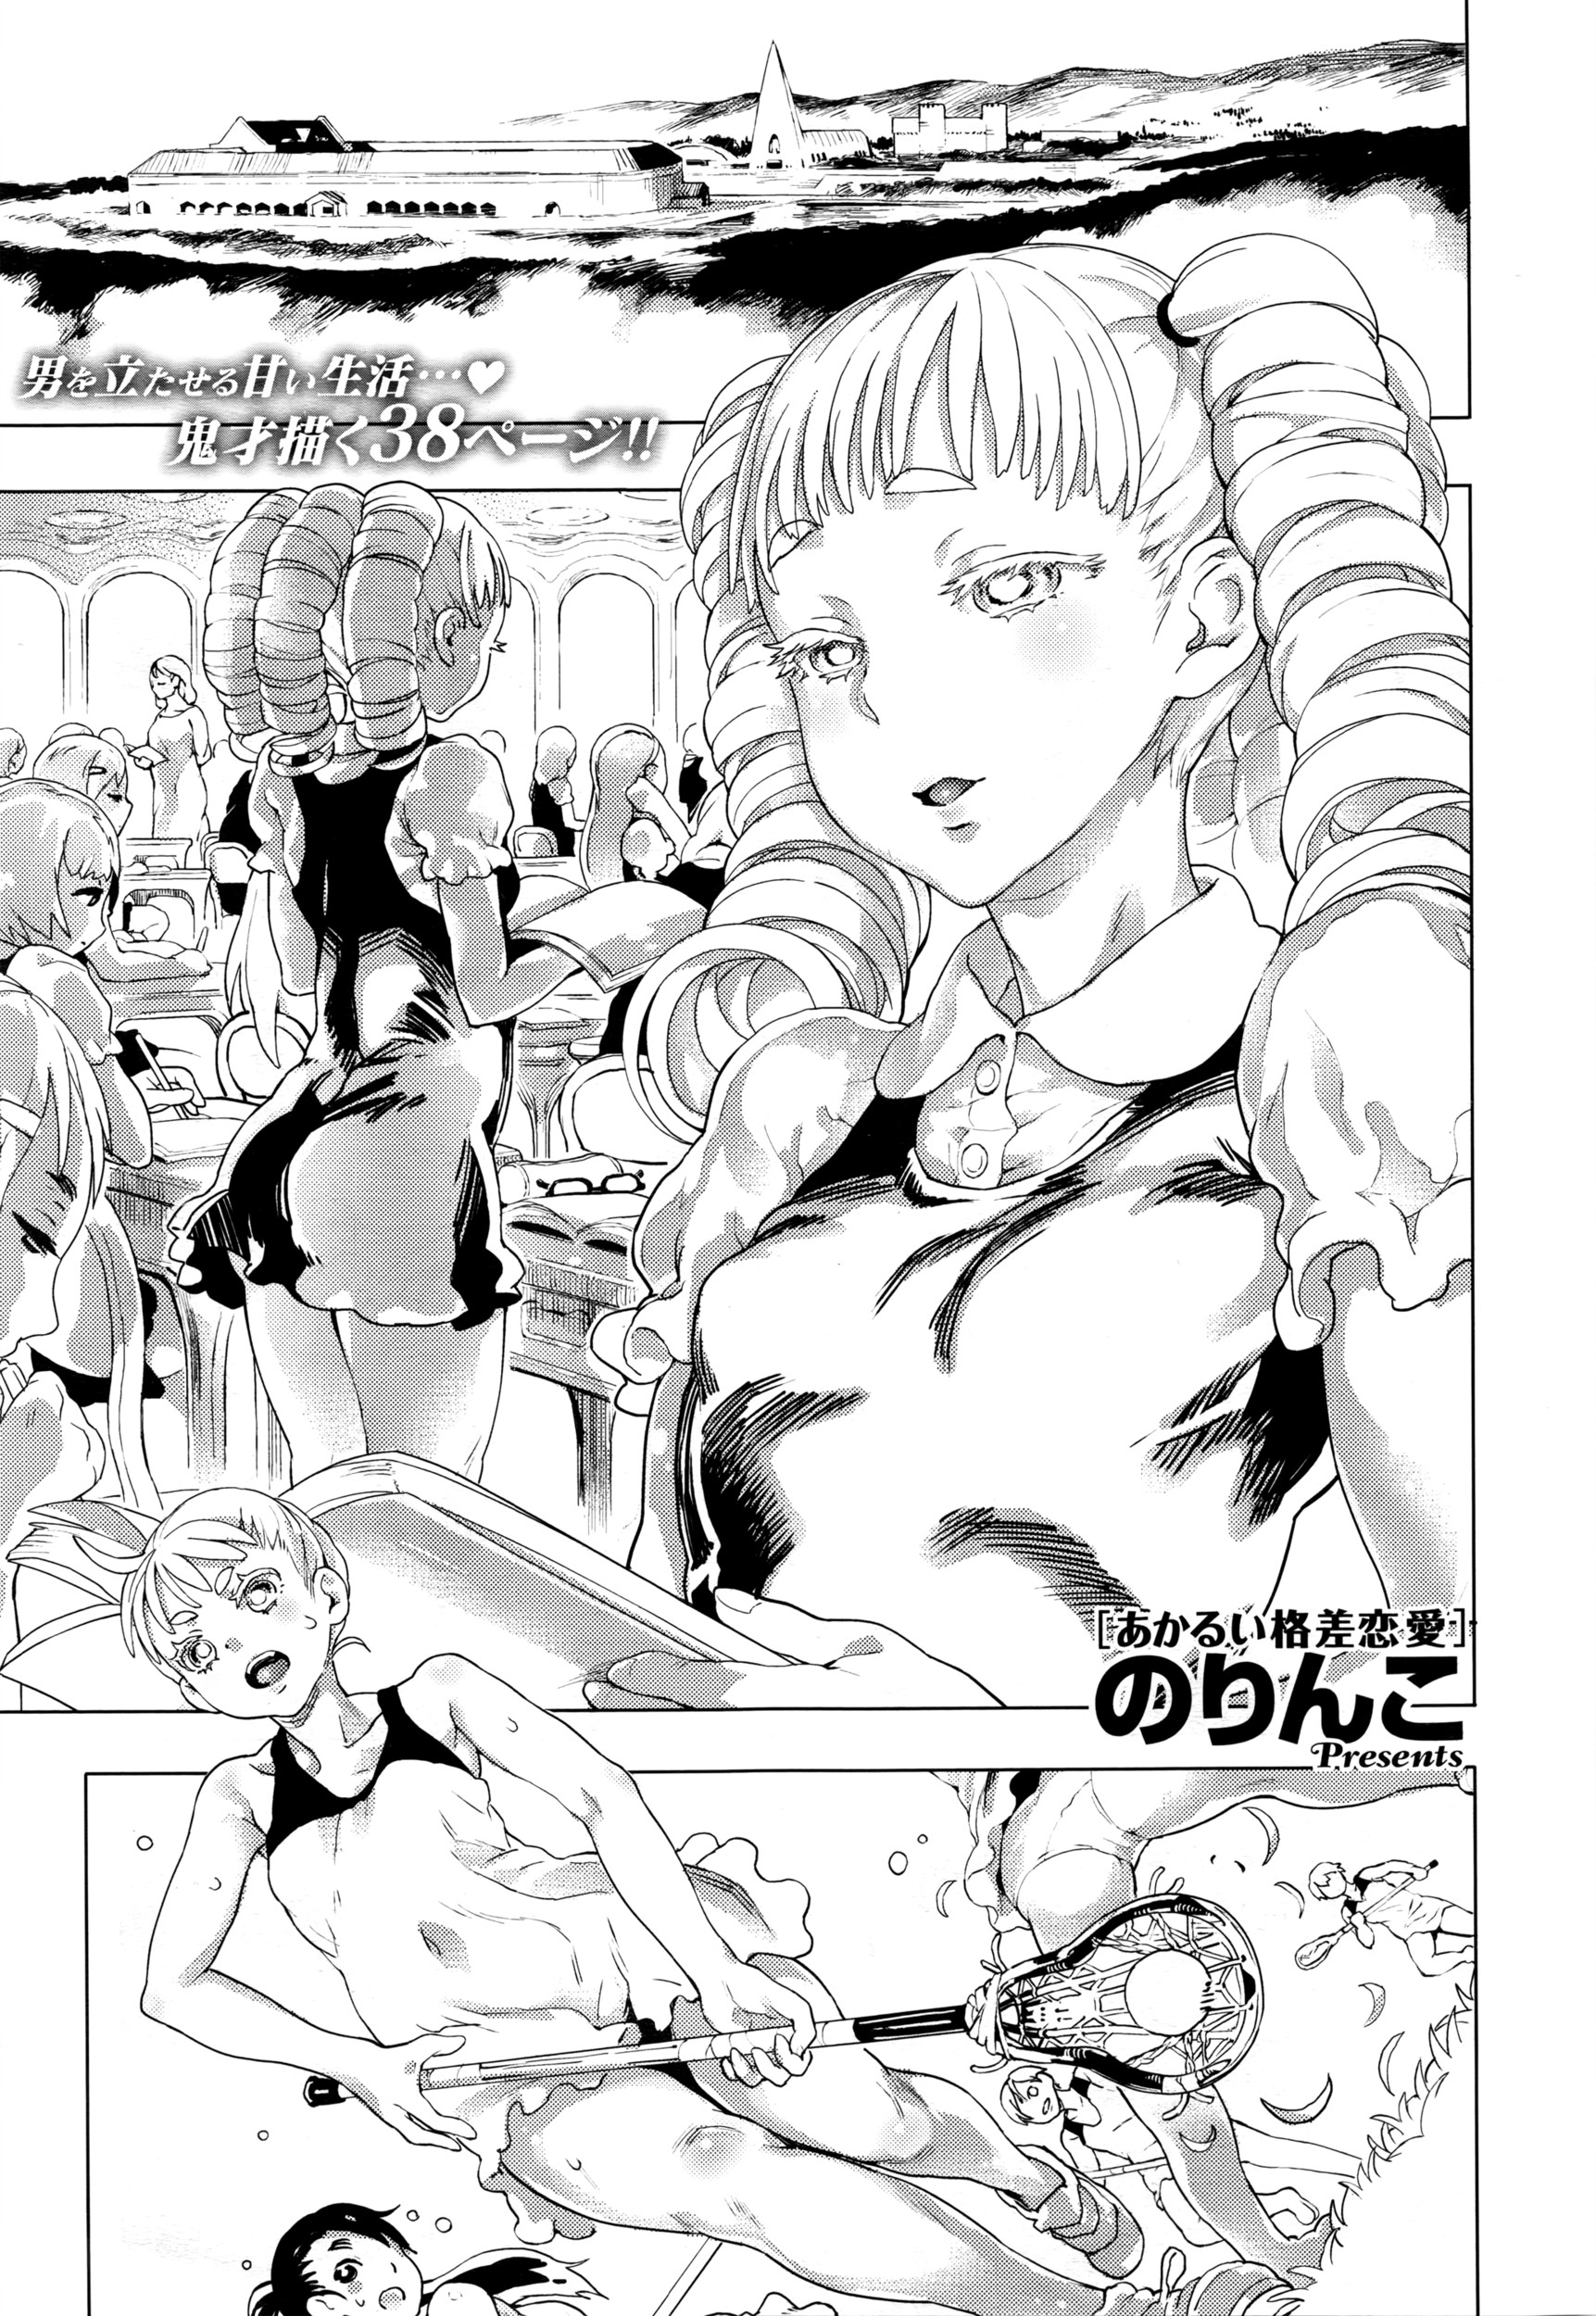 男を立たせる甘い生活…♥
鬼才描く38ページ!!
［あかるい格差恋愛］
のりんこ
Presents